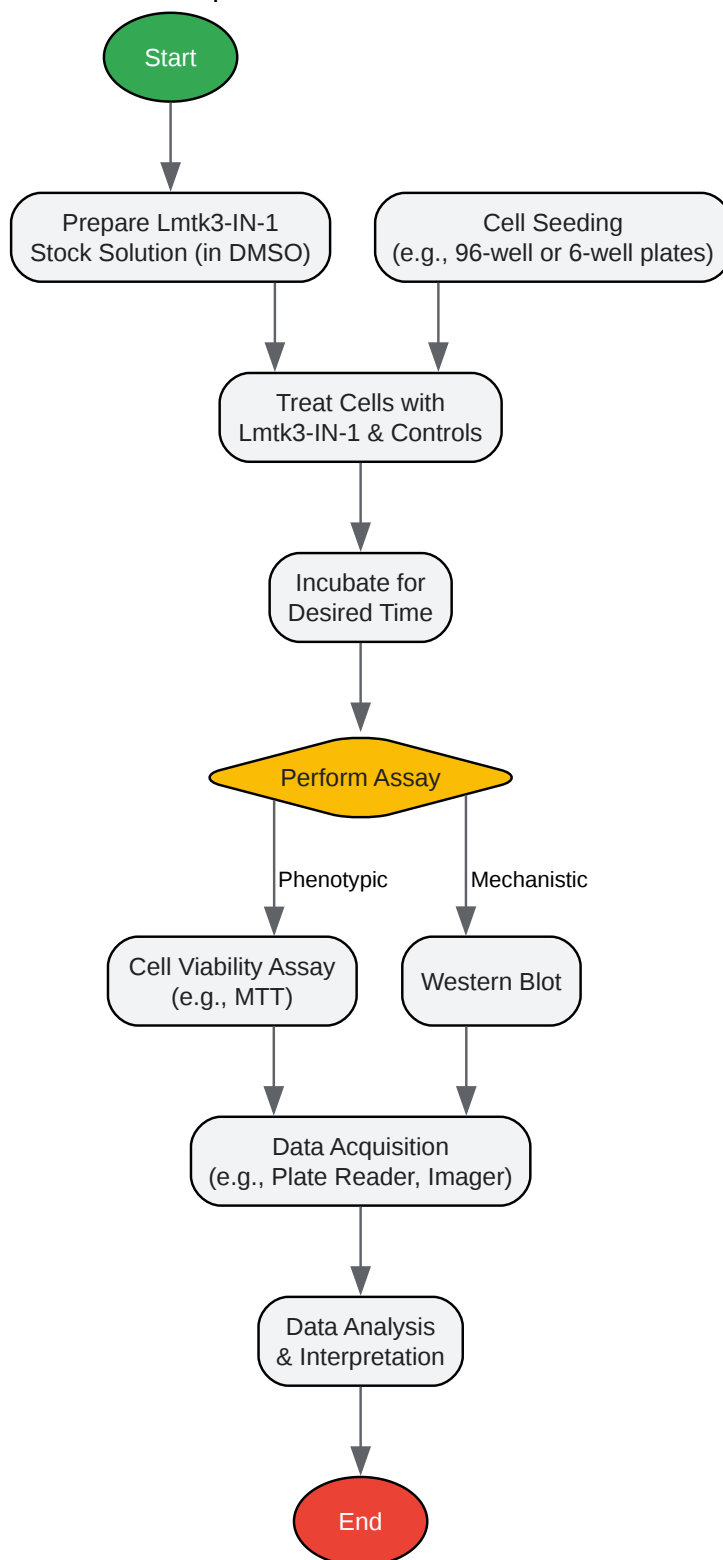 Start
Prepare Lmtk3-IN-1
Stock Solution (in DMSO)
Cell Seeding
(e.g., 96-well or 6-well plates)
Treat Cells with
Lmtk3-IN-1 & Controls
Incubate for
Desired Time
Perform Assay
Phenotypic
Mechanistic
Cell Viability Assay
(e.g., MTT)
Western Blot
Data Acquisition
(e.g., Plate Reader, Imager)
Data Analysis
& Interpretation
End